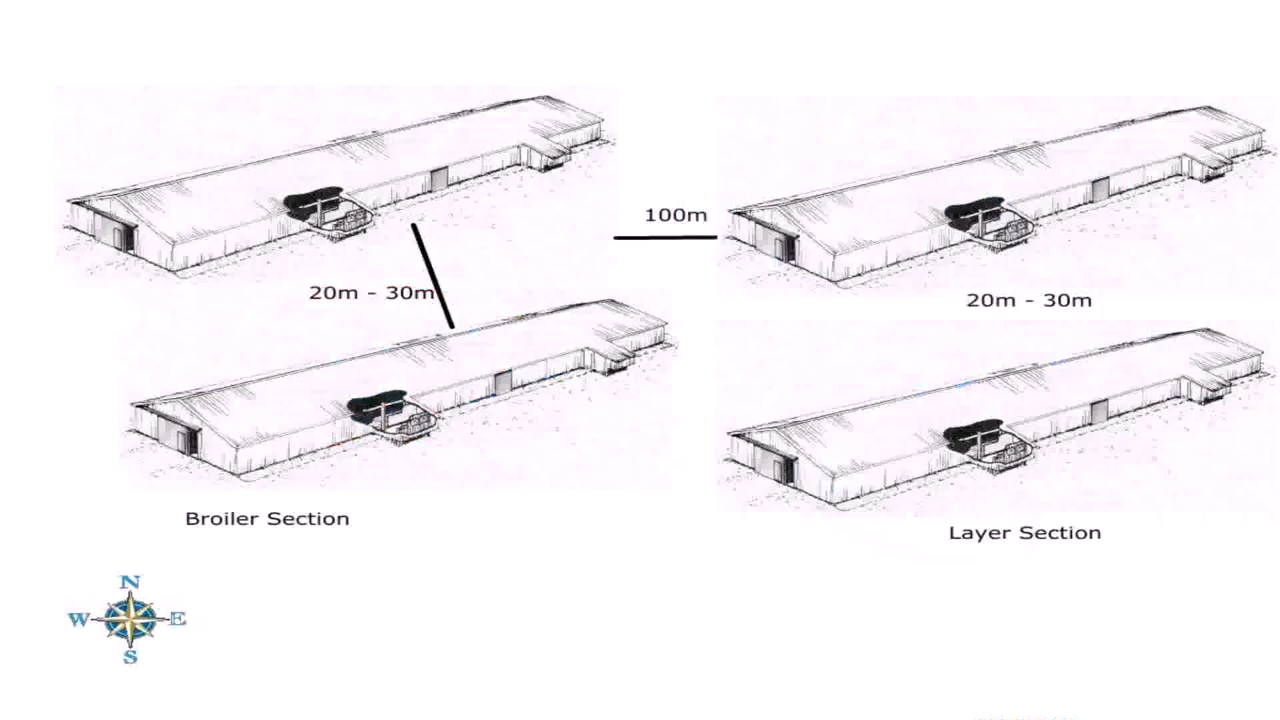 100m
20m - 30m
20m - 30m
Broiler Section
Layer Section
N
W E
S